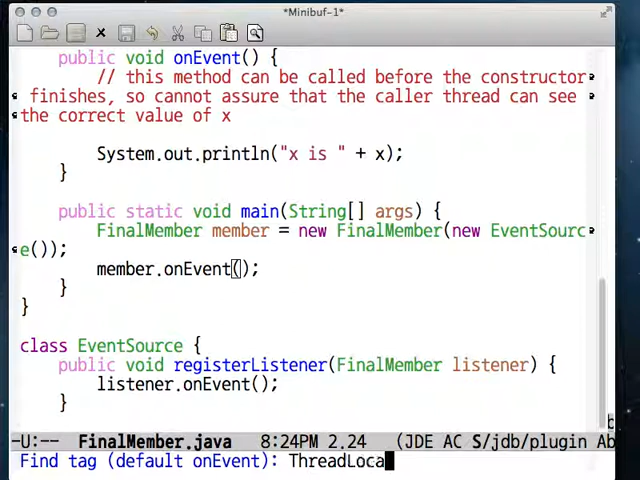 *Minibuf-1*
public void onEvent() {
// this method can be called before the constructor
finishes, so cannot assure that the caller thread can see
the correct value of x
System.out.println("x is " + x);
}
public static void main(String[] args) {
FinalMember member = new FinalMember(new EventSourc
e());
member.onEvent();
}
}
class EventSource {
public void registerListener(FinalMember listener) {
listener.onEvent();
}
-U:-- FinalMember.java 8:24PM 2.24 (JDE AC S/jdb/plugin Ab
Find tag (default onEvent): ThreadLoca